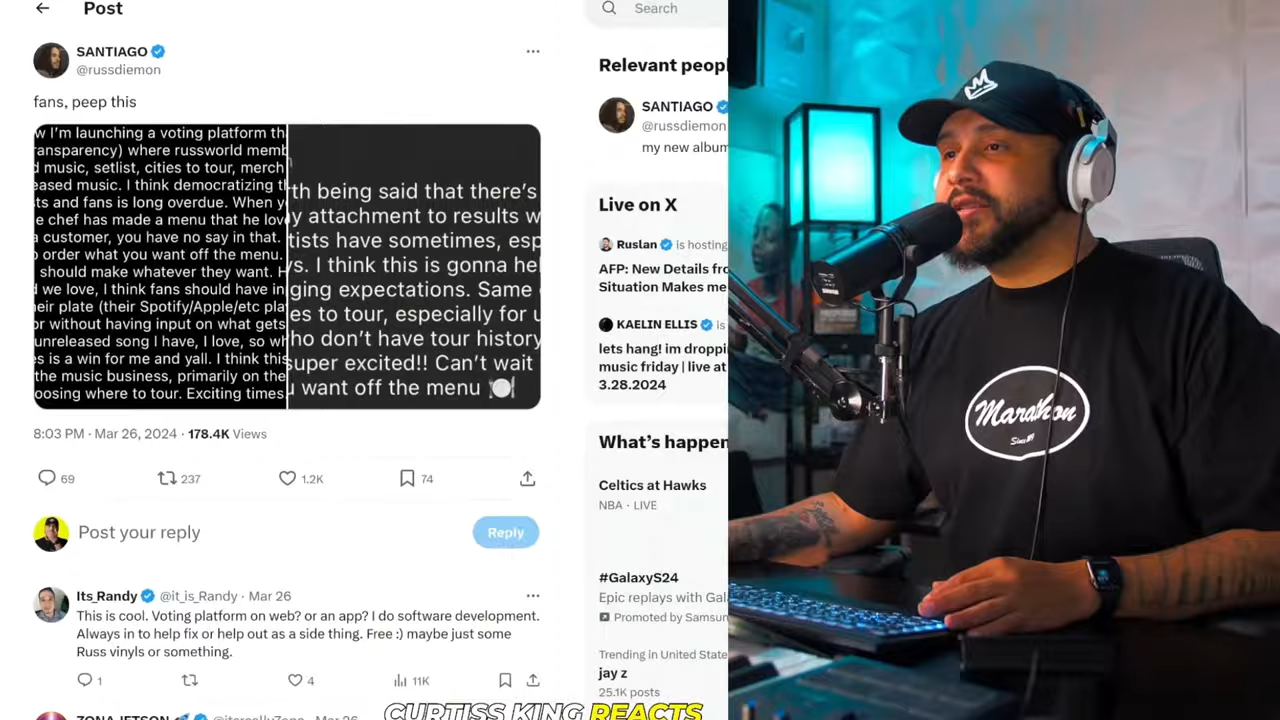 Post
SANTIAGO
@russdiemon
fans, peep this
w I'm launching a voting platform th
ransparency) where russworld memb
d music, setlist, cities to tour, merch
eased music. I think democratizing t
ts and fans is long overdue. When y
e chef has made a menu that he lov
a customer, you have no say in that.
o order what you want off the menu.
should make whatever they want. H
d we love, I think fans should have in
heir plate (their Spotify/Apple/etc pla
or without having input on what gets
unreleased song I have, I love, so wh
es is a win for me and yall. I think this
the music business, primarily on the
oosing where to tour. Exciting times
th being said that there's
y attachment to results w
tists have sometimes, esp
ys. I think this is gonna hel
ging expectations. Same
es to tour, especially for u
ho don't have tour history
super excited!! Can't wait
u want off the menu 🍽
8:03 PM · Mar 26, 2024 · 178.4K Views
69 237 1.2K 74
Post your reply
Reply
Its_Randy @it_is_Randy · Mar 26
This is cool. Voting platform on web? or an app? I do software development.
Always in to help fix or help out as a side thing. Free :) maybe just some
Russ vinyls or something.
1 4 11K
Search
Relevant peop
SANTIAGO
@russdiemon
my new album
Live on X
Ruslan is hosting
AFP: New Details fro
Situation Makes me
KAELIN ELLIS is
lets hang! im droppi
music friday | live at
3.28.2024
What's happen
Celtics at Hawks
NBA · LIVE
#GalaxyS24
Epic replays with Gal
Promoted by Samsun
Trending in United State
jay z
25.1K posts
Marathon
CURTISS KING REACTS